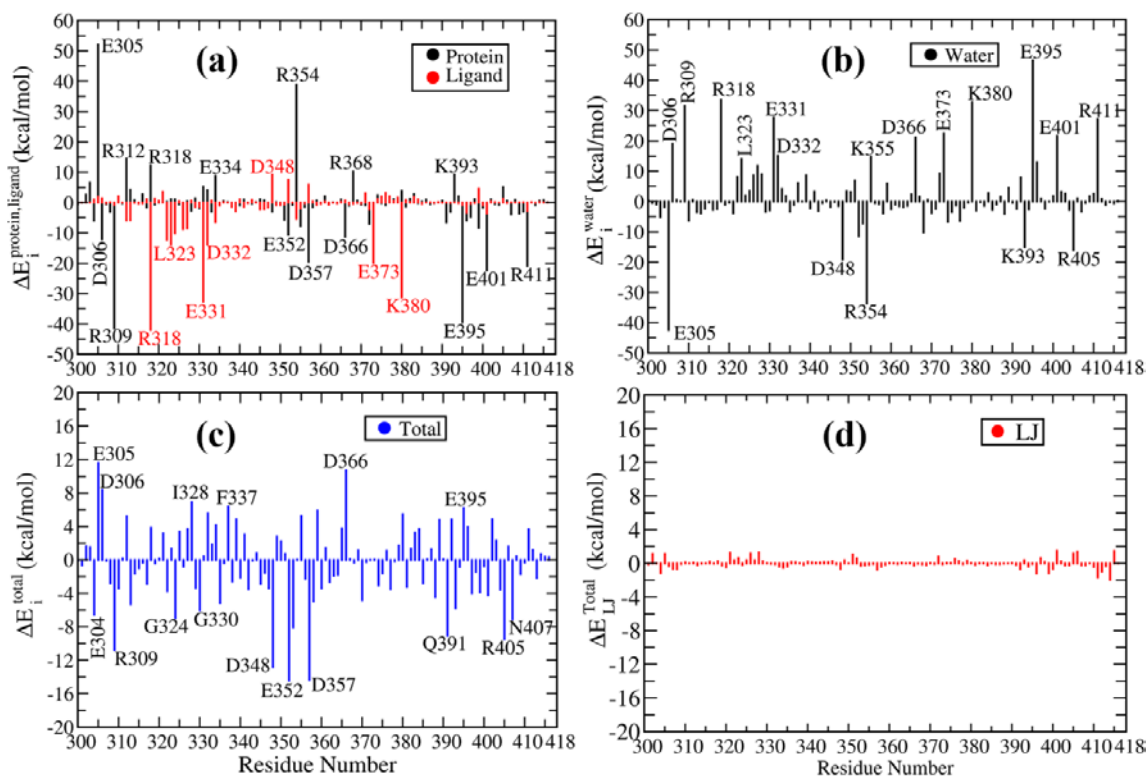 (a)
Protein
Ligand
E305
R354
R312
R318
E334
D348
R368
K393
D306
L323
D332
E352
D357
D366
E373
E401
R411
R309
R318
E331
K380
E395
60
50
40
30
20
10
0
-10
-20
-30
-40
-50
ΔEi protein,ligand (kcal/mol)
300 310 320 330 340 350 360 370 380 390 400 410 418
(b)
Water
E395
D306
R309
R318
L323
E331
D332
K355
D366
E373
K380
E401
R411
D348
R354
K393
R405
E305
60
50
40
30
20
10
0
-10
-20
-30
-40
-50
ΔEi water (kcal/mol)
300 310 320 330 340 350 360 370 380 390 400 410 418
(c)
Total
E305
D306
I328
F337
D366
E395
E304
R309
G324
G330
D348
E352
D357
Q391
R405
N407
20
16
12
8
4
0
-4
-8
-12
-16
-20
ΔEi total (kcal/mol)
300 310 320 330 340 350 360 370 380 390 400 410 418
Residue Number
(d)
LJ
20
16
12
8
4
0
-4
-8
-12
-16
-20
ΔE LJ Total (kcal/mol)
300 310 320 330 340 350 360 370 380 390 400 410 418
Residue Number